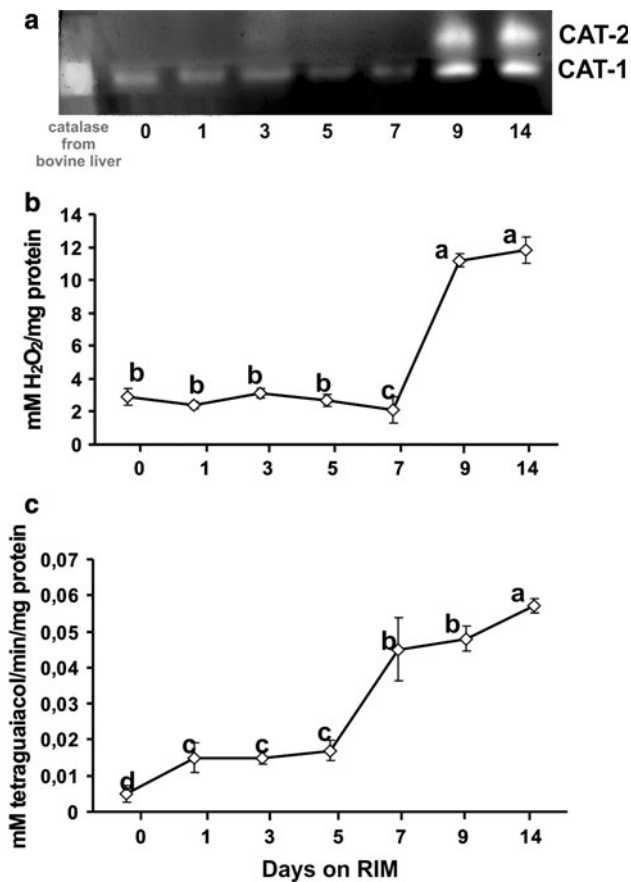 a
CAT-2
CAT-1
catalase
from
bovine liver
0 1 3 5 7 9 14
b
mM H₂O₂/mg protein
14
12
10
8
6
4
2
0
b b b b c a a
0 1 3 5 7 9 14
c
mM tetraguaiacol/min/mg protein
0,07
0,06
0,05
0,04
0,03
0,02
0,01
0
d c c c b b a
0 1 3 5 7 9 14
Days on RIM